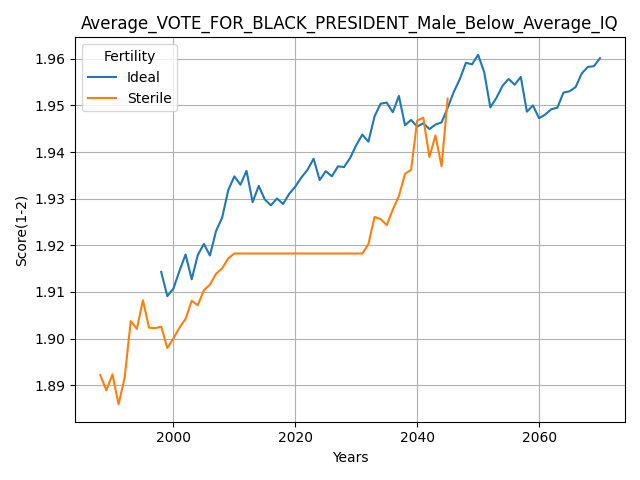 Average_VOTE_FOR_BLACK_PRESIDENT_Male_Below_Average_IQ
Fertility
Ideal
Sterile
1.96
1.95
1.94
1.93
1.92
1.91
1.90
1.89
Score(1-2)
2000
2020
2040
2060
Years